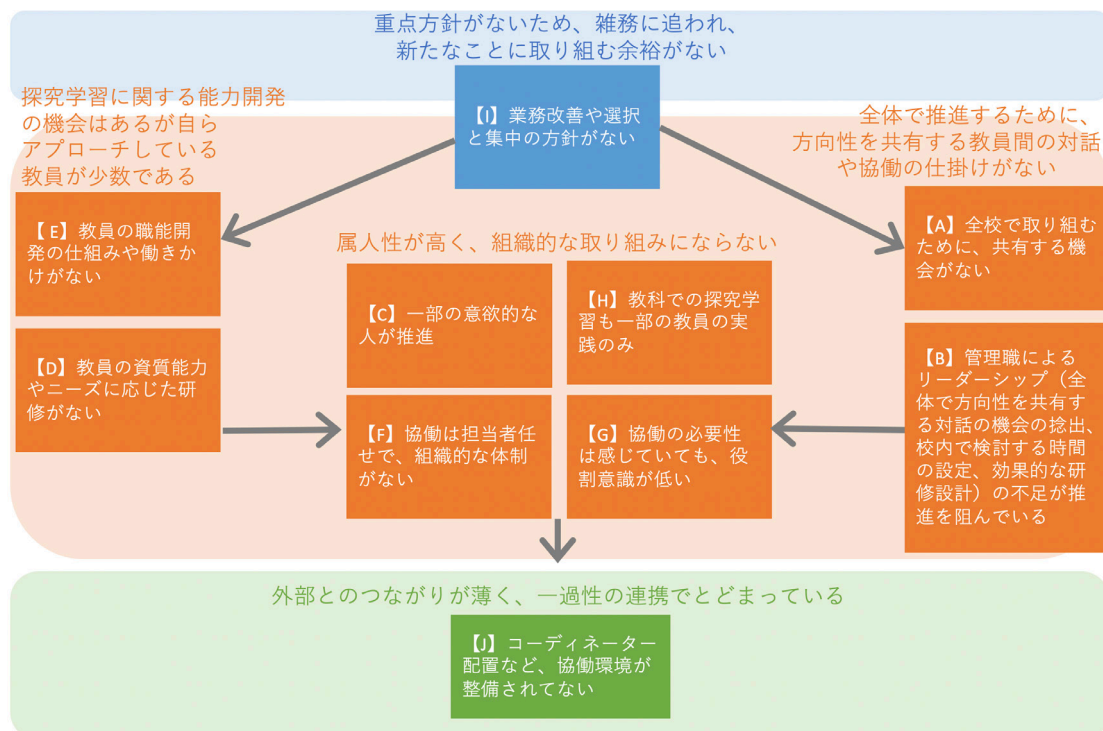 重点方針がないため、雑務に追われ、
新たなことに取り組む余裕がない
【I】業務改善や選択
と集中の方針がない
探究学習に関する能力開発
の機会はあるが自ら
アプローチしている
教員が少数である
全体で推進するために、
方向性を共有する教員間の対話
や協働の仕掛けがない
【E】教員の職能開
発の仕組みや働きか
けがない
【D】教員の資質能力
やニーズに応じた研
修がない
属人性が高く、組織的な取り組みにならない
【C】一部の意欲的な
人が推進
【H】教科での探究学
習も一部の教員の実
践のみ
【F】協働は担当者任
せで、組織的な体制
がない
【G】協働の必要性
は感じていても、役
割意識が低い
【A】全校で取り組む
ために、共有する機
会がない
【B】管理職による
リーダーシップ（全
体で方向性を共有す
る対話の機会の捻出、
校内で検討する時間
の設定、効果的な研
修設計）の不足が推
進を阻んでいる
外部とのつながりが薄く、一過性の連携でとどまっている
【J】コーディネーター
配置など、協働環境が
整備されてない